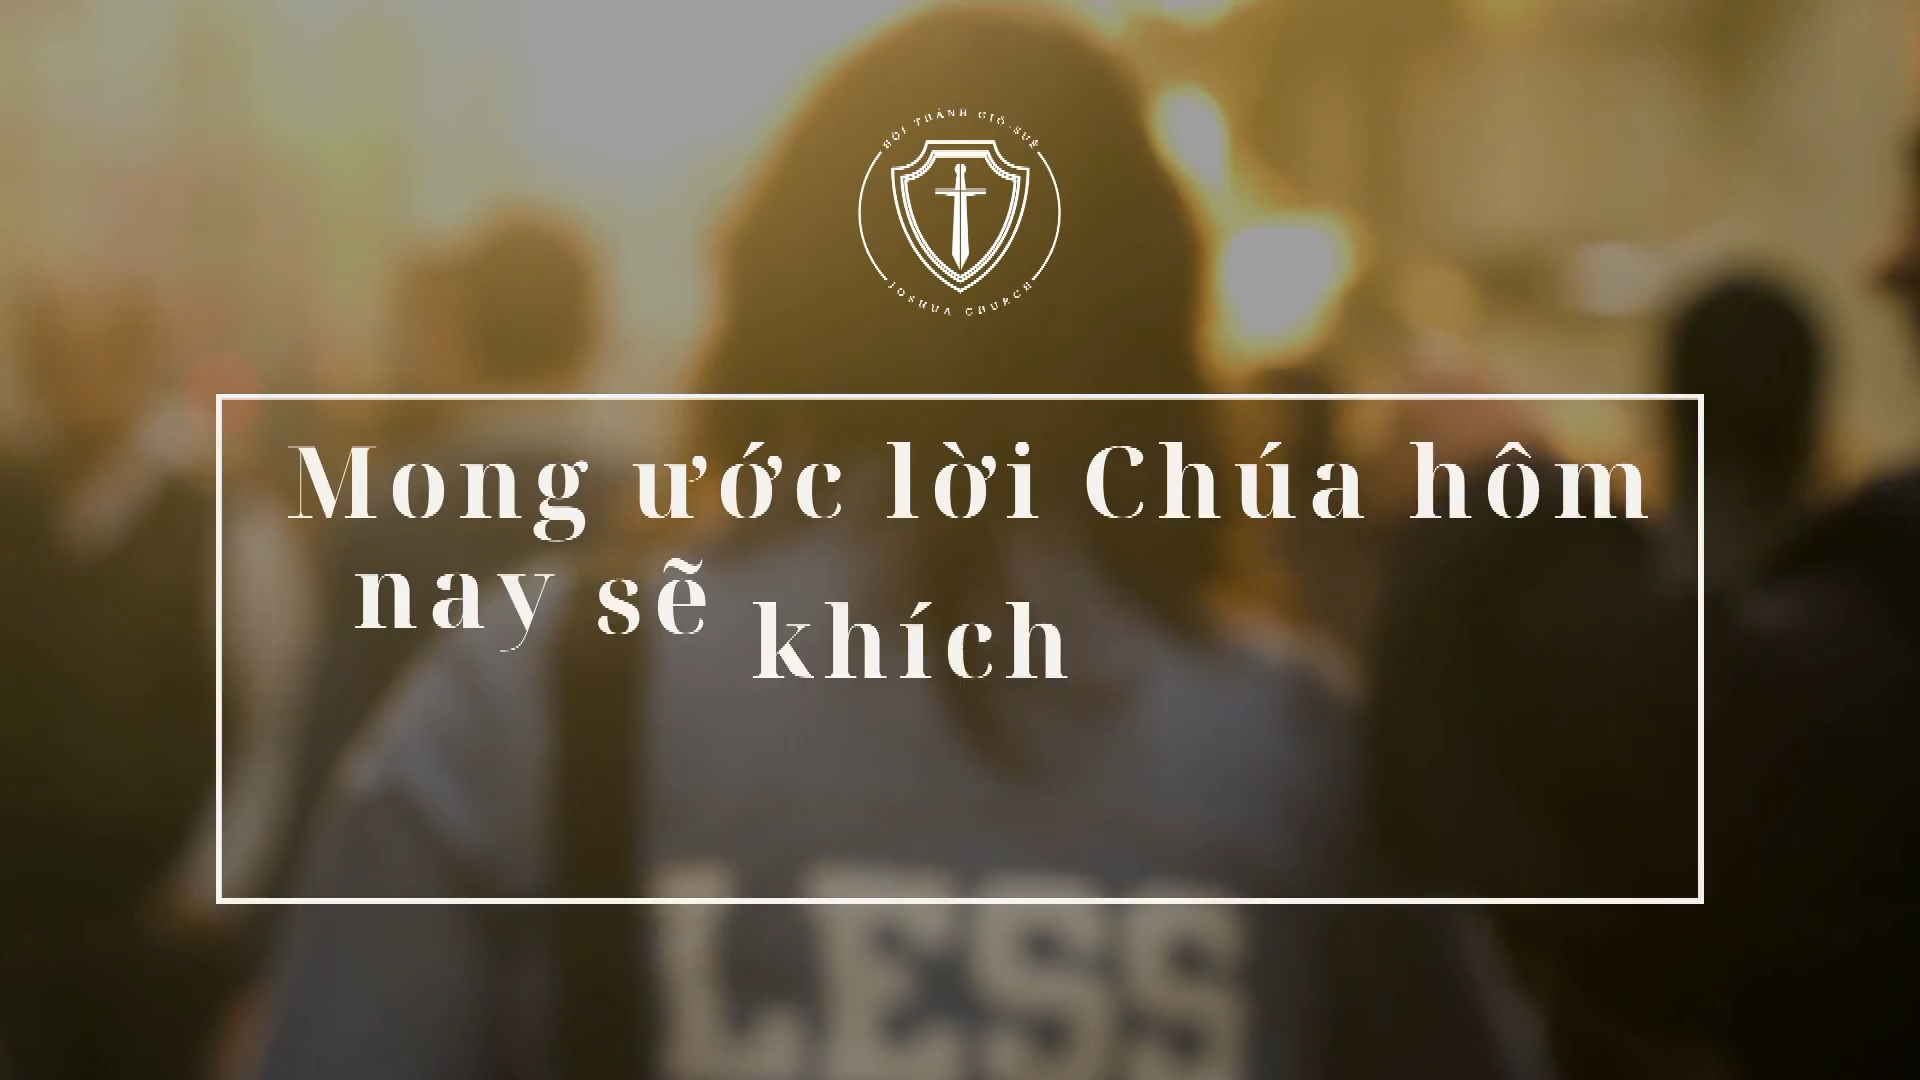 HỘI THÁNH GIÔ-SUÊ
JOSHUA CHURCH
Mong ước lời Chúa hôm
nay sẽ khích
LESS